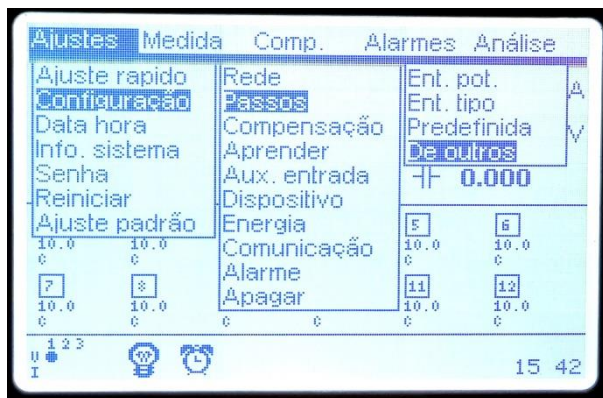 Ajustes Medida Comp. Alarmes Análise
Ajuste rapido
Configuração
Data hora
Info. sistema
Senha
Reiniciar
Ajuste padrão
Rede
Passos
Compensação
Aprender
Aux. entrada
Dispositivo
Energia
Comunicação
Alarme
Apagar
Ent. pot.
Ent. tipo
Predefinida
De outros
A
V
0.000
5 6
10.0 10.0 10.0 10.0
C C C C
7 8 11 12
10.0 10.0 10.0 10.0
C C C C C C
1 2 3
U
I
15 42